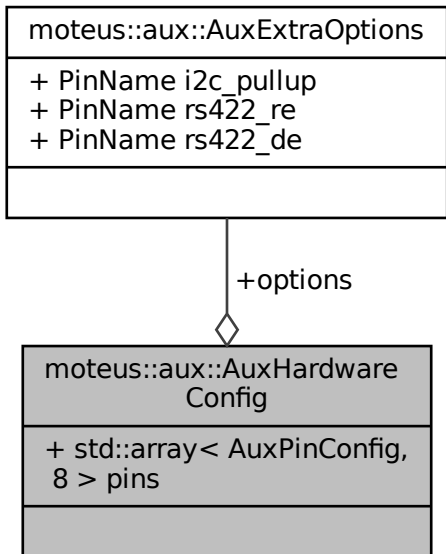 moteus::aux::AuxExtraOptions
+ PinName i2c_pullup
+ PinName rs422_re
+ PinName rs422_de
+options
moteus::aux::AuxHardware
Config
+ std::array< AuxPinConfig,
8 > pins